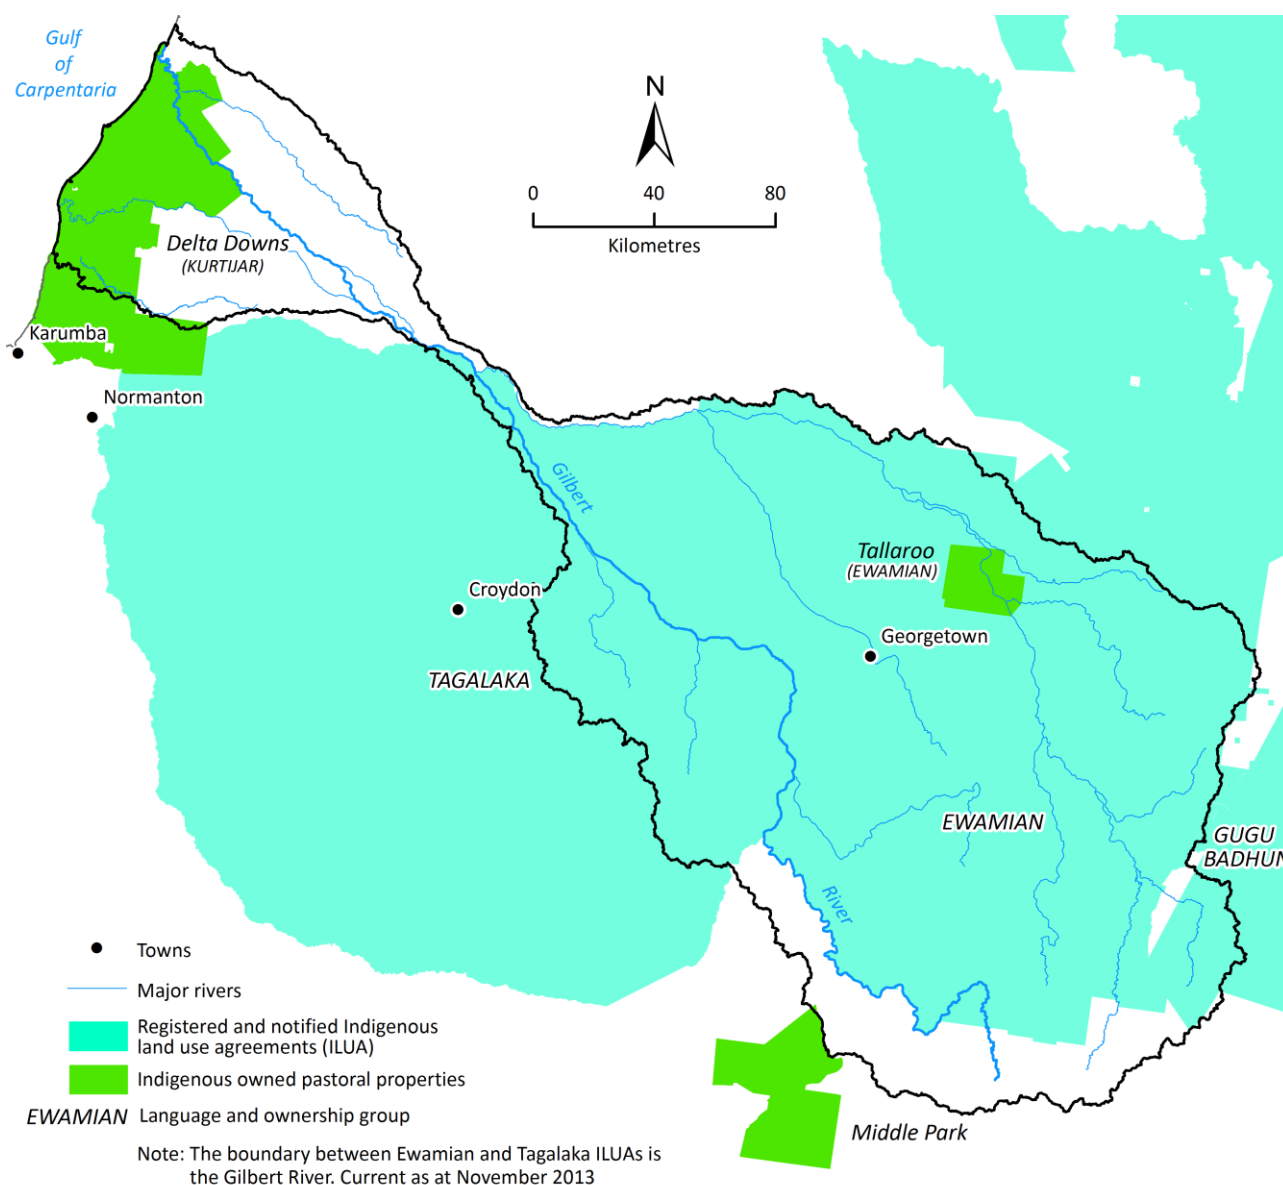 Gulf
of
Carpentaria
N
0 40 80
Kilometres
Delta Downs
(KURTIJAR)
Karumba
Normanton
Gilbert
Tallaroo
(EWAMIAN)
Croydon
Georgetown
TAGALAKA
EWAMIAN
GUGU
BADHUN
River
Middle Park
Towns
Major rivers
Registered and notified Indigenous
land use agreements (ILUA)
Indigenous owned pastoral properties
EWAMIAN Language and ownership group
Note: The boundary between Ewamian and Tagalaka ILUAs is
the Gilbert River. Current as at November 2013